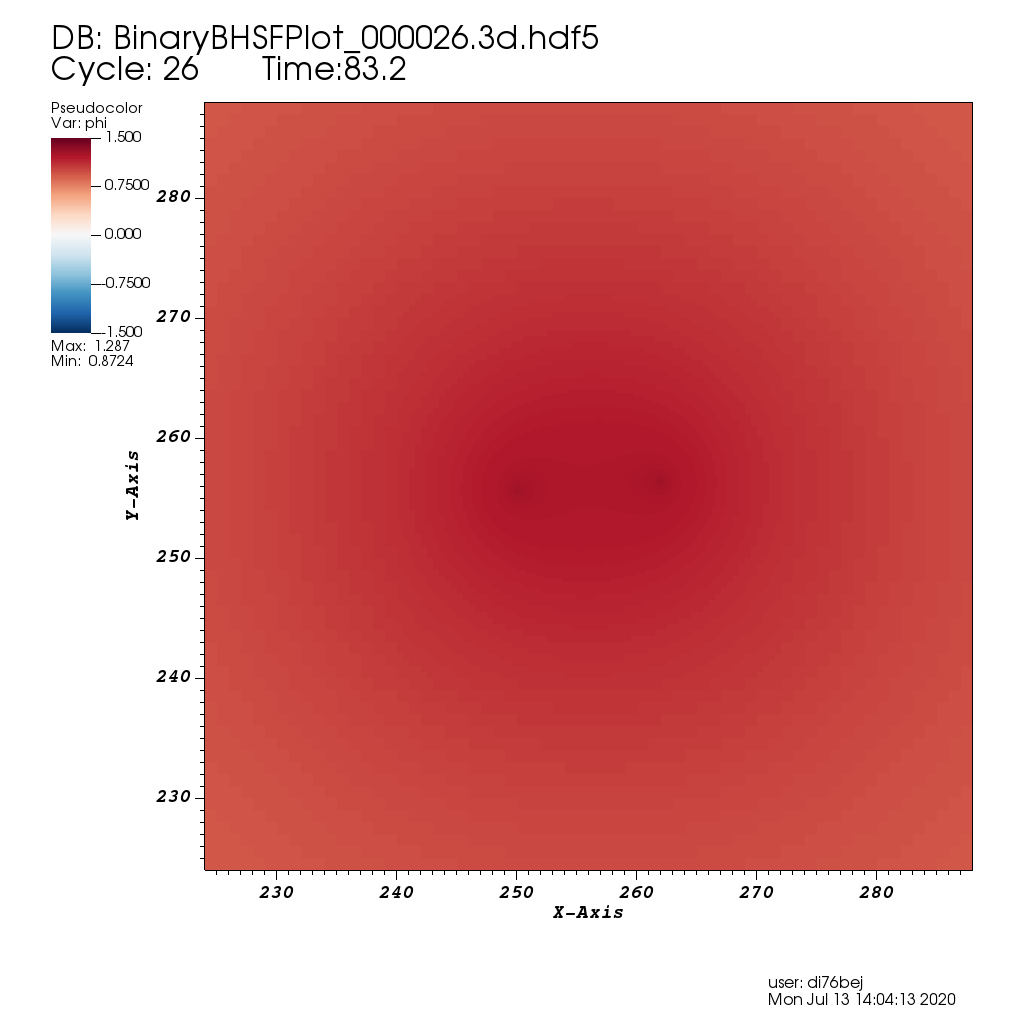 DB: BinaryBHSFPlot_000026.3d.hdf5
Cycle: 26 Time:83.2
Pseudocolor
Var: phi
1.500
0.7500
0.000
-0.7500
-1.500
Max: 1.287
Min: 0.8724
280
270
260
250
240
230
Y-Axis
230 240 250 260 270 280
X-Axis
user: di76bej
Mon Jul 13 14:04:13 2020